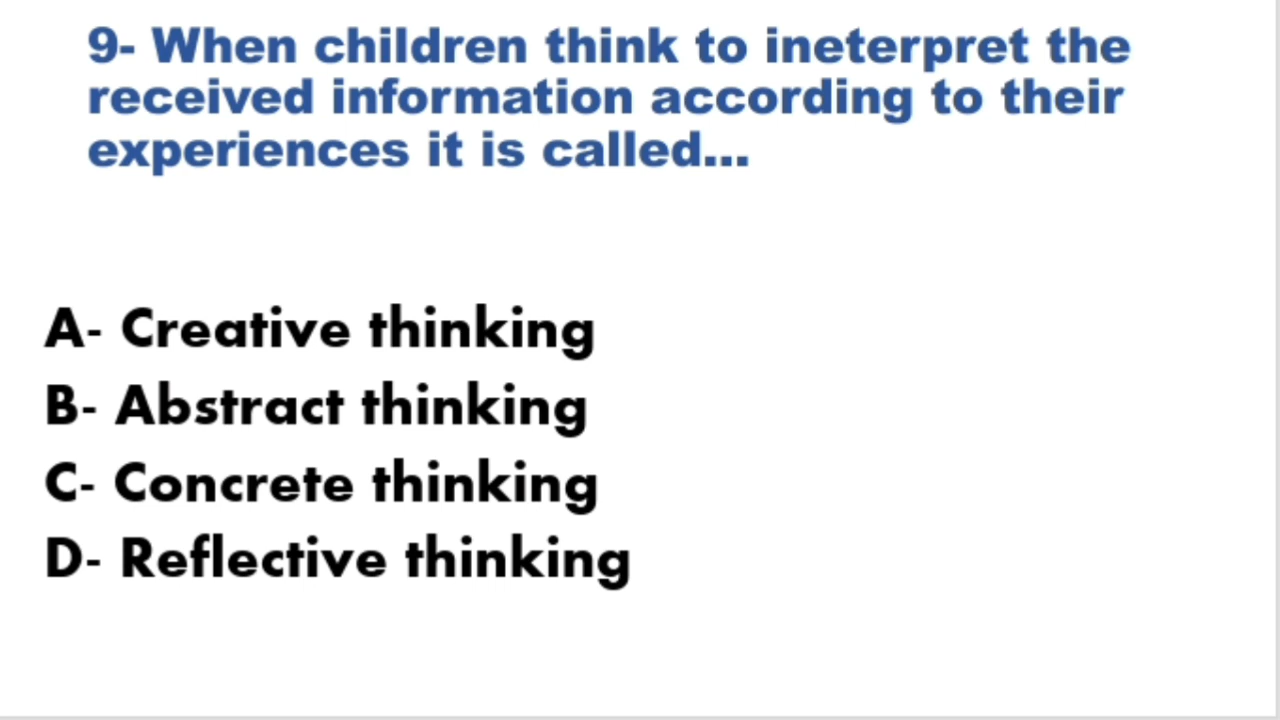 9- When children think to ineterpret the
received information according to their
experiences it is called...
A- Creative thinking
B- Abstract thinking
C- Concrete thinking
D- Reflective thinking